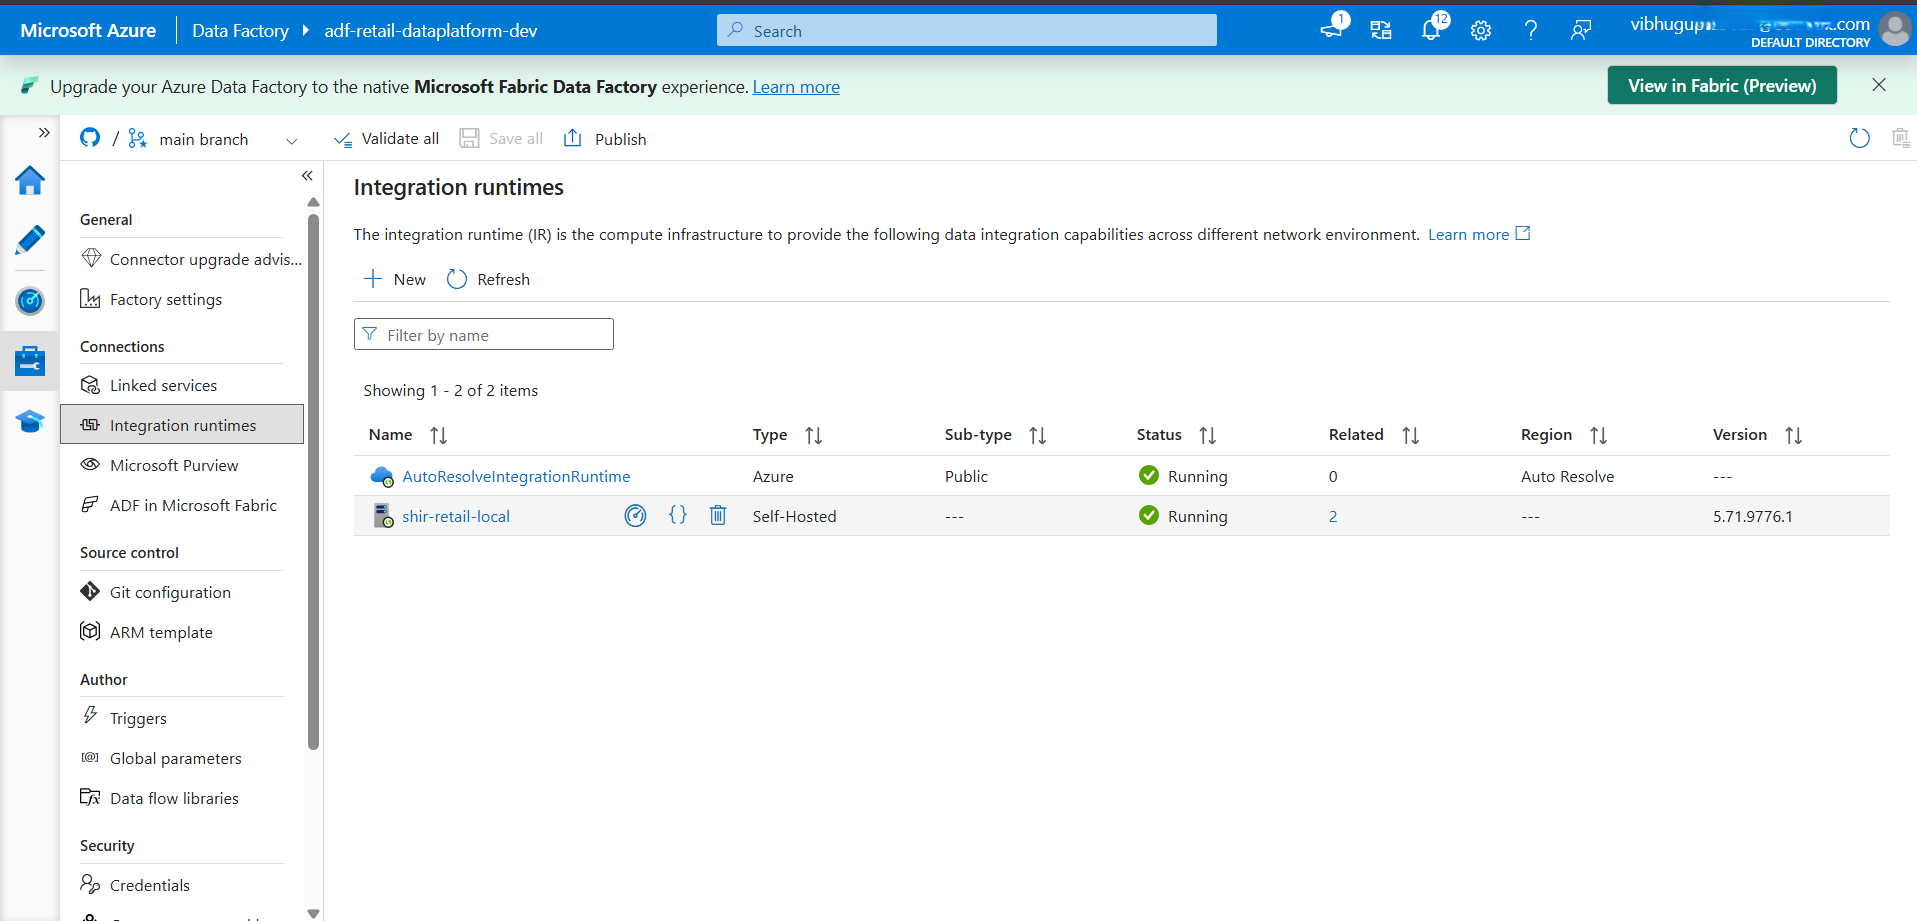 Microsoft Azure Data Factory adf-retail-dataplatform-dev Search 1 12 .com
DEFAULT DIRECTORY
Upgrade your Azure Data Factory to the native Microsoft Fabric Data Factory experience. Learn more View in Fabric (Preview)
/ main branch Validate all Save all Publish
Integration runtimes
General
The integration runtime (IR) is the compute infrastructure to provide the following data integration capabilities across different network environment. Learn more
Connector upgrade advis...
New Refresh
Factory settings
Filter by name
Connections
Linked services
Showing 1 - 2 of 2 items
Integration runtimes
Name Type Sub-type Status Related Region Version
Microsoft Purview
AutoResolveIntegrationRuntime Azure Public Running 0 Auto Resolve ---
ADF in Microsoft Fabric
shir-retail-local {} Self-Hosted --- Running 2 --- 5.71.9776.1
Source control
Git configuration
ARM template
Author
Triggers
Global parameters
Data flow libraries
Security
Credentials